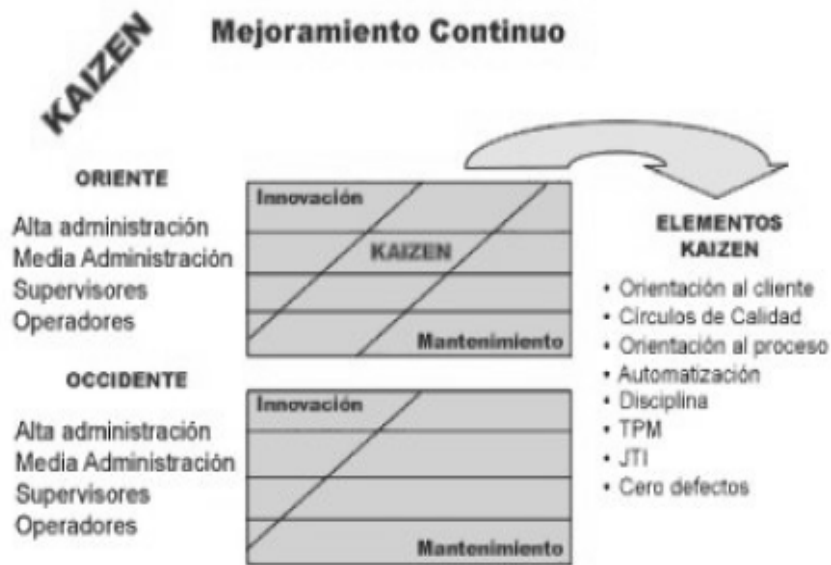 KAIZEN
Mejoramiento Continuo
ORIENTE
Alta administración
Media Administración
Supervisores
Operadores
Innovación
KAIZEN
Mantenimiento
OCCIDENTE
Alta administración
Media Administración
Supervisores
Operadores
Innovación
Mantenimiento
ELEMENTOS
KAIZEN
• Orientación al cliente
• Círculos de Calidad
• Orientación al proceso
• Automatización
• Disciplina
• TPM
• JTI
• Cero defectos